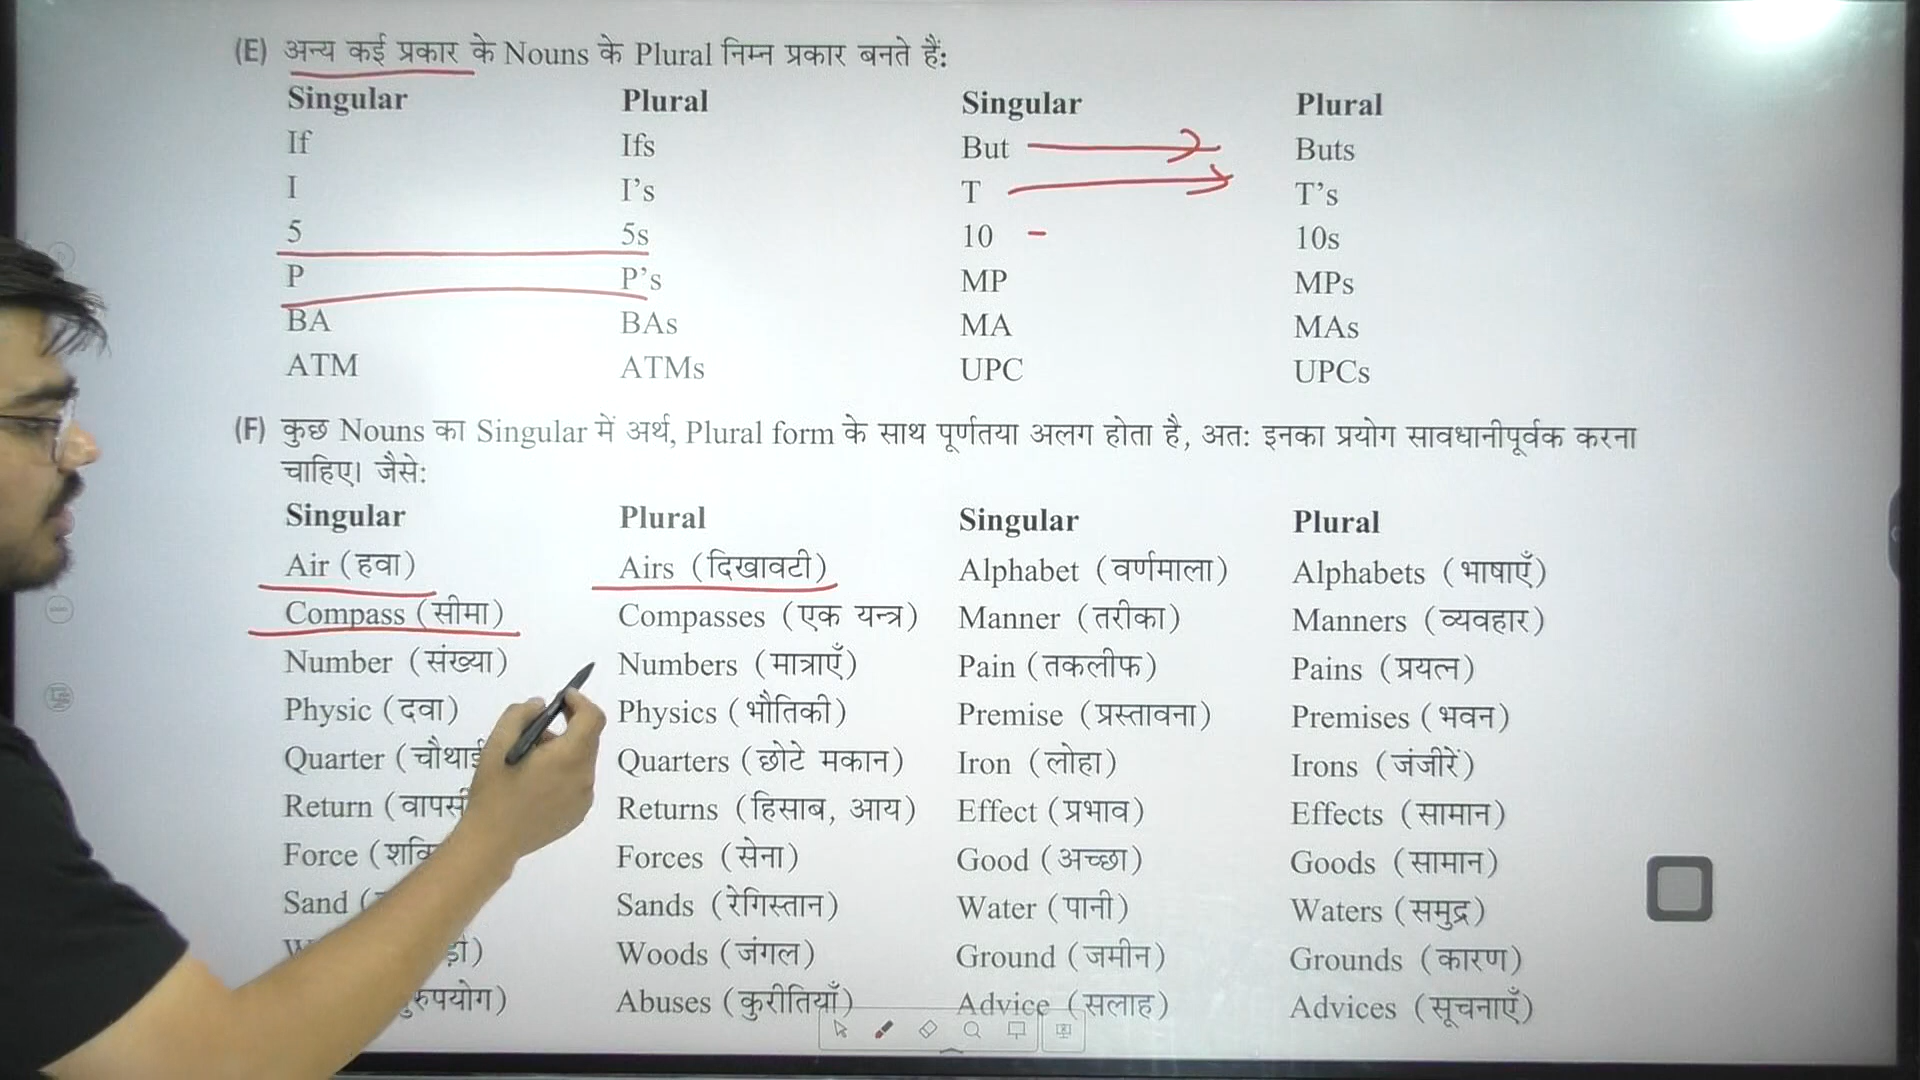 (E) अन्य कई प्रकार के Nouns के Plural निम्न प्रकार बनते हैं:
Singular Plural Singular Plural
If Ifs But Buts
I I's T T's
5 5s 10 10s
P P's MP MPs
BA BAs MA MAs
ATM ATMs UPC UPCs
(F) कुछ Nouns का Singular में अर्थ, Plural form के साथ पूर्णतया अलग होता है, अतः इनका प्रयोग सावधानीपूर्वक करना
चाहिए। जैसे:
Singular Plural Singular Plural
Air (हवा) Airs (दिखावटी) Alphabet (वर्णमाला) Alphabets (भाषाएँ)
Compass (सीमा) Compasses (एक यन्त्र) Manner (तरीका) Manners (व्यवहार)
Number (संख्या) Numbers (मात्राएँ) Pain (तकलीफ) Pains (प्रयत्न)
Physic (दवा) Physics (भौतिकी) Premise (प्रस्तावना) Premises (भवन)
Quarter (चौथाई Quarters (छोटे मकान) Iron (लोहा) Irons (जंजीरें)
Return (वापसी Returns (हिसाब, आय) Effect (प्रभाव) Effects (सामान)
Force Forces (सेना) Good (अच्छा) Goods (सामान)
Sand Sands (रेगिस्तान) Water (पानी) Waters (समुद्र)
Woods (जंगल) Ground (जमीन) Grounds (कारण)
Abuses (कुरीतियाँ) Advice (सलाह) Advices (सूचनाएँ)